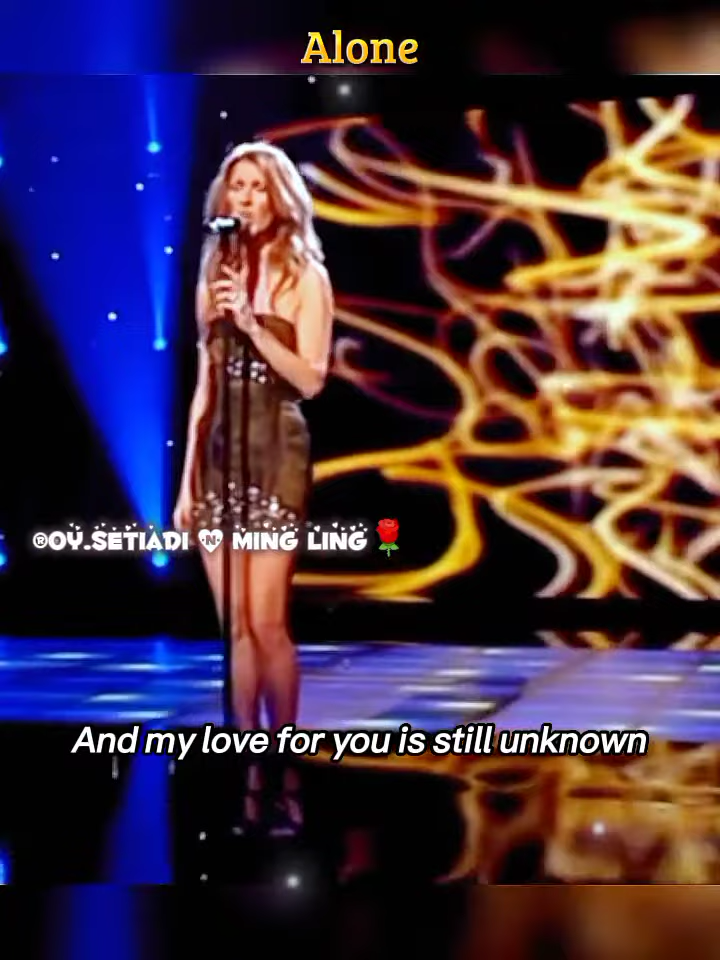 Alone
®OY.SETIADI 🤍N MING LING🌹
And my love for you is still unknown